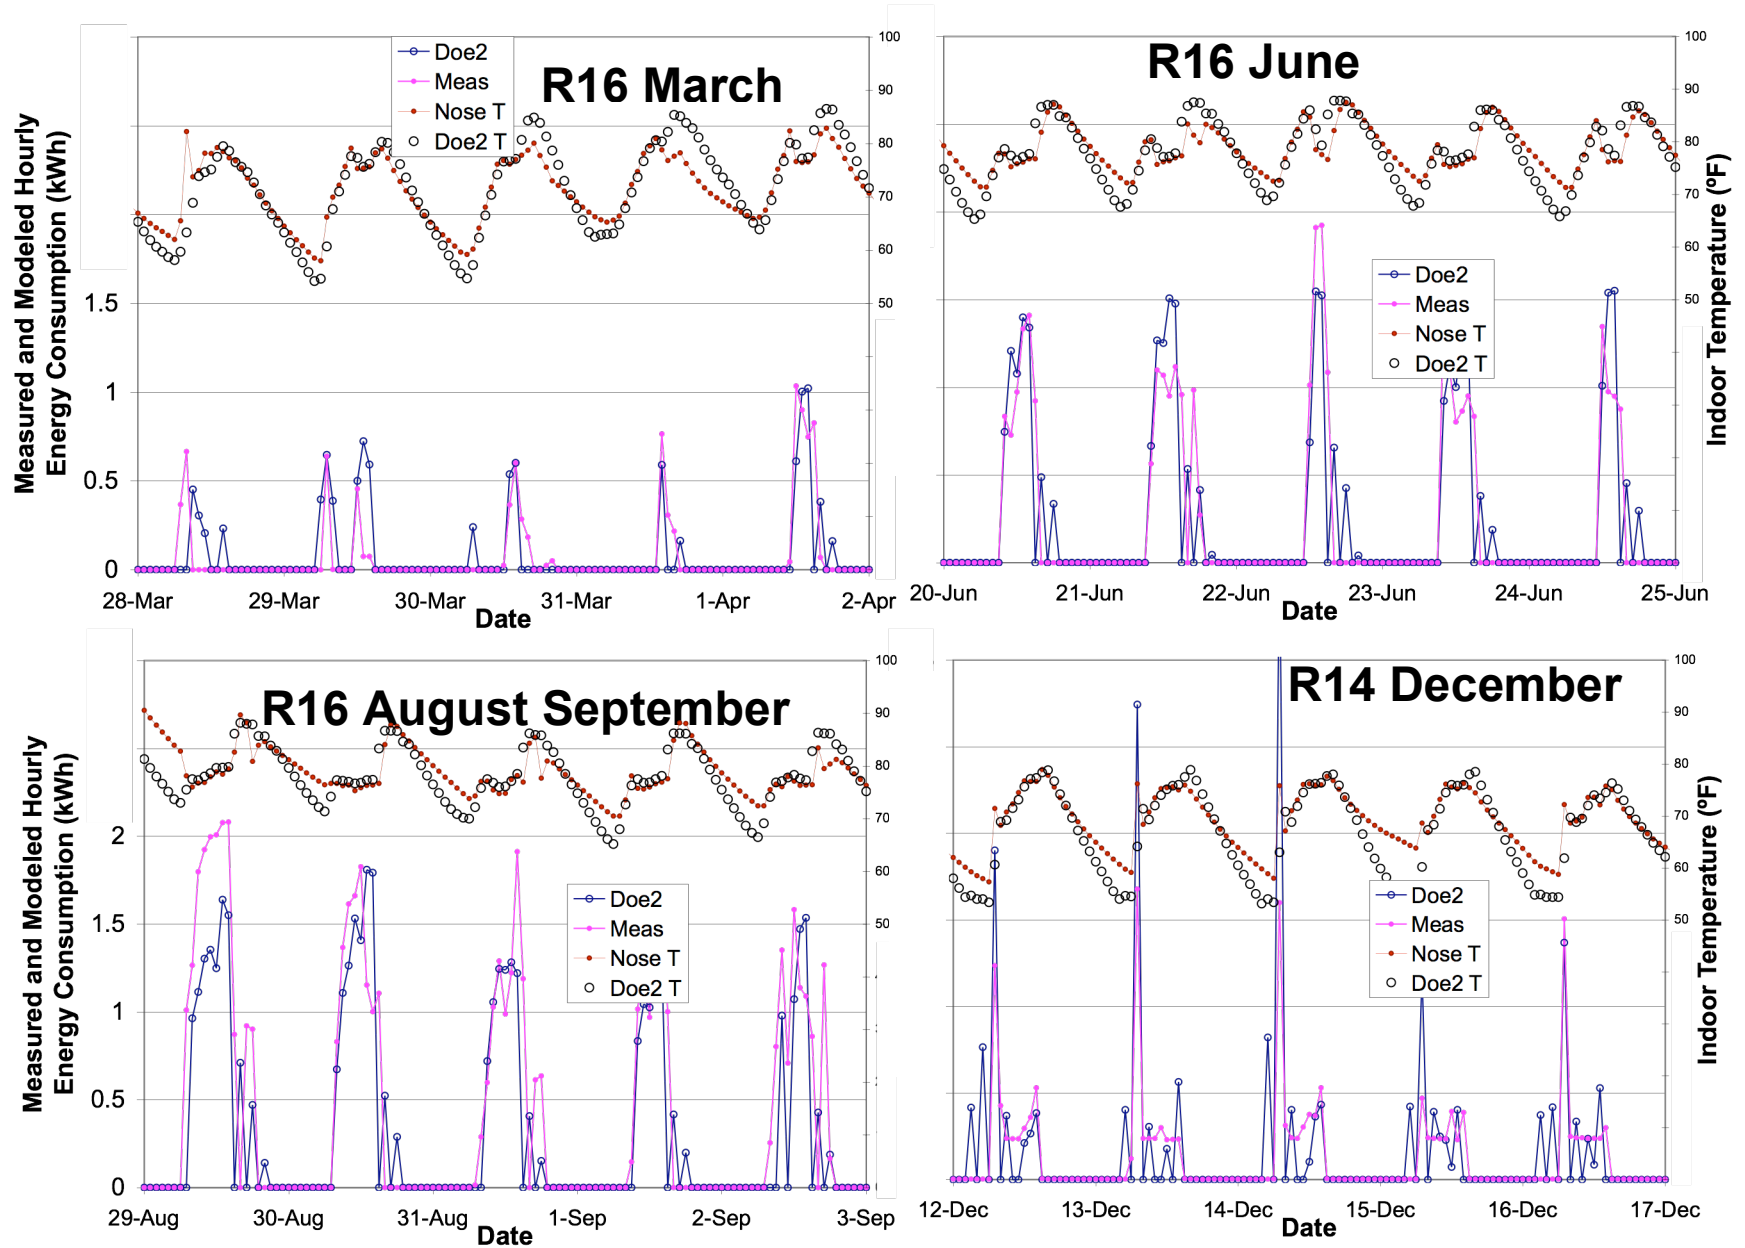 R16 March
Doe2
Meas
Nose T
Doe2 T
Measured and Modeled Hourly
Energy Consumption (kWh)
1.5
1
0.5
0
100
90
80
70
60
50
28-Mar 29-Mar 30-Mar 31-Mar 1-Apr 2-Apr
Date
R16 June
Doe2
Meas
Nose T
Doe2 T
100
90
80
70
60
50
Indoor Temperature (ºF)
20-Jun 21-Jun 22-Jun 23-Jun 24-Jun 25-Jun
Date
R16 August September
Doe2
Meas
Nose T
Doe2 T
Measured and Modeled Hourly
Energy Consumption (kWh)
2
1.5
1
0.5
0
100
90
80
70
60
50
29-Aug 30-Aug 31-Aug 1-Sep 2-Sep 3-Sep
Date
R14 December
Doe2
Meas
Nose T
Doe2 T
100
90
80
70
60
50
Indoor Temperature (ºF)
12-Dec 13-Dec 14-Dec 15-Dec 16-Dec 17-Dec
Date